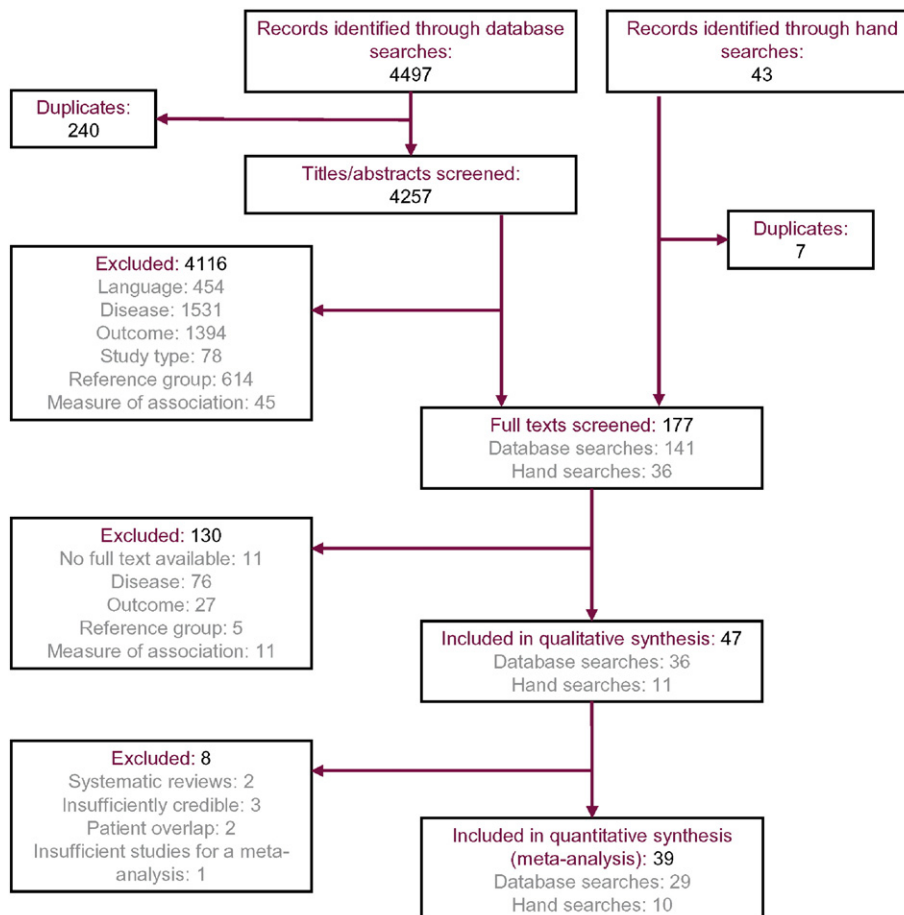 Records identified through database
searches:
4497
Records identified through hand
searches:
43
Duplicates:
240
Titles/abstracts screened:
4257
Duplicates:
7
Excluded: 4116
Language: 454
Disease: 1531
Outcome: 1394
Study type: 78
Reference group: 614
Measure of association: 45
Full texts screened: 177
Database searches: 141
Hand searches: 36
Excluded: 130
No full text available: 11
Disease: 76
Outcome: 27
Reference group: 5
Measure of association: 11
Included in qualitative synthesis: 47
Database searches: 36
Hand searches: 11
Excluded: 8
Systematic reviews: 2
Insufficiently credible: 3
Patient overlap: 2
Insufficient studies for a meta-
analysis: 1
Included in quantitative synthesis
(meta-analysis): 39
Database searches: 29
Hand searches: 10